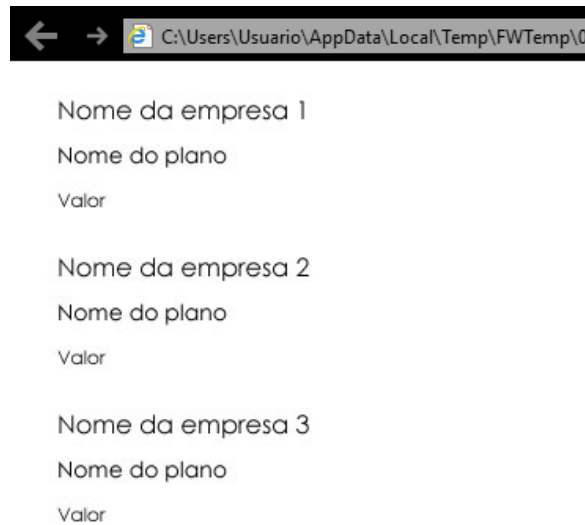 C:\Users\Usuario\AppData\Local\Temp\FWTemp\0
Nome da empresa 1
Nome do plano
Valor
Nome da empresa 2
Nome do plano
Valor
Nome da empresa 3
Nome do plano
Valor